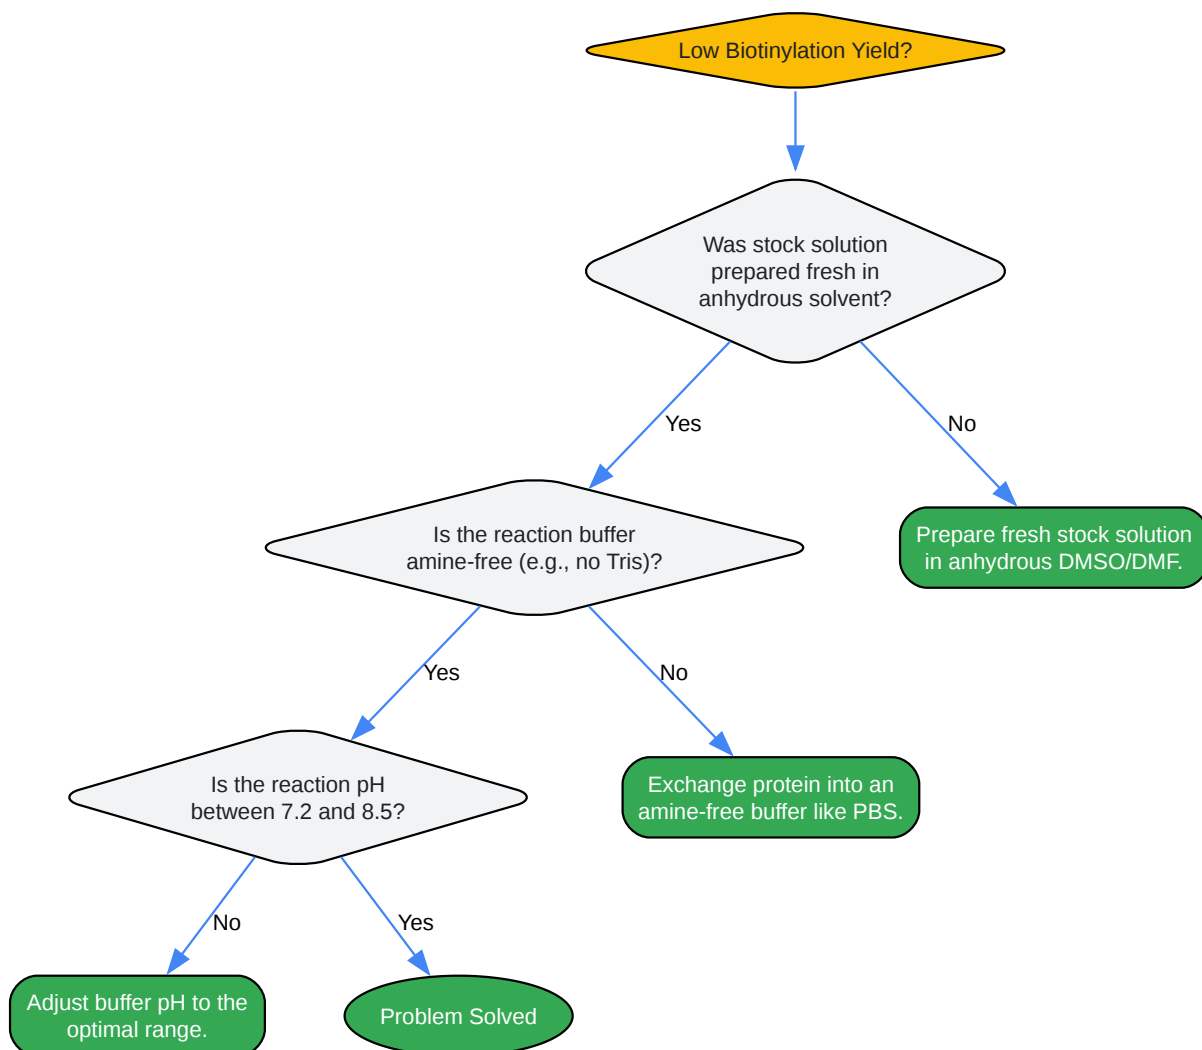 Low Biotinylation Yield?
Was stock solution
prepared fresh in
anhydrous solvent?
Yes
No
Is the reaction buffer
amine-free (e.g., no Tris)?
Prepare fresh stock solution
in anhydrous DMSO/DMF.
Yes
No
Is the reaction pH
between 7.2 and 8.5?
Exchange protein into an
amine-free buffer like PBS.
No
Yes
Adjust buffer pH to the
optimal range.
Problem Solved